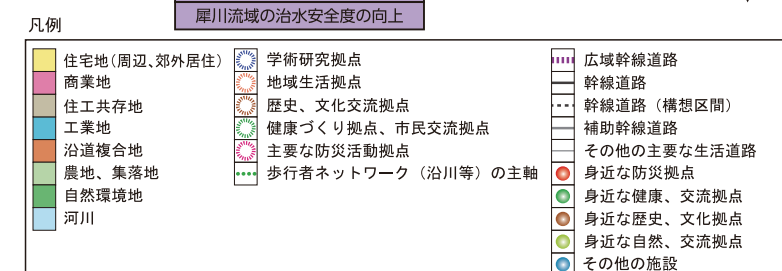 犀川流域の治水安全度の向上
凡例
住宅地(周辺、郊外居住)
商業地
住工共存地
工業地
沿道複合地
農地、集落地
自然環境地
河川
学術研究拠点
地域生活拠点
歴史、文化交流拠点
健康づくり拠点、市民交流拠点
主要な防災活動拠点
歩行者ネットワーク（沿川等）の主軸
広域幹線道路
幹線道路
幹線道路（構想区間）
補助幹線道路
その他の主要な生活道路
身近な防災拠点
身近な健康、交流拠点
身近な歴史、文化拠点
身近な自然、交流拠点
その他の施設